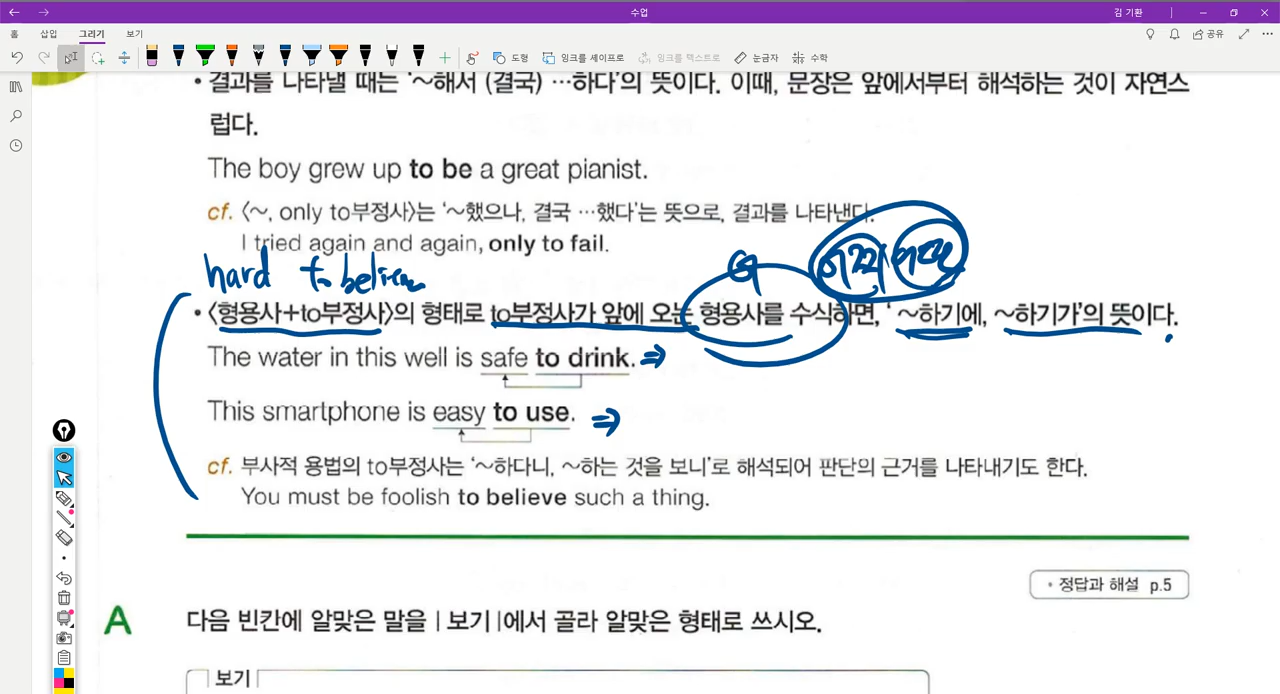 수업
김 기환
홈 삽입 그리기 보기
공유
도형 잉크를 셰이프로 잉크를 텍스트로 눈금자 수학
• 결과를 나타낼 때는 '～해서 (결국) …하다'의 뜻이다. 이때, 문장은 앞에서부터 해석하는 것이 자연스
럽다.
The boy grew up to be a great pianist.
cf. 〈～, only to부정사〉는 '～했으나, 결국 …했다'는 뜻으로, 결과를 나타낸다.
I tried again and again, only to fail.
hard to believe
• 〈형용사+to부정사〉의 형태로 to부정사가 앞에 오는 형용사를 수식하면, '～하기에, ～하기가'의 뜻이다.
The water in this well is safe to drink. ⇒
This smartphone is easy to use. ⇒
cf. 부사적 용법의 to부정사는 '～하다니, ～하는 것을 보니'로 해석되어 판단의 근거를 나타내기도 한다.
You must be foolish to believe such a thing.
• 정답과 해설 p.5
A 다음 빈칸에 알맞은 말을 | 보기 |에서 골라 알맞은 형태로 쓰시오.
보기